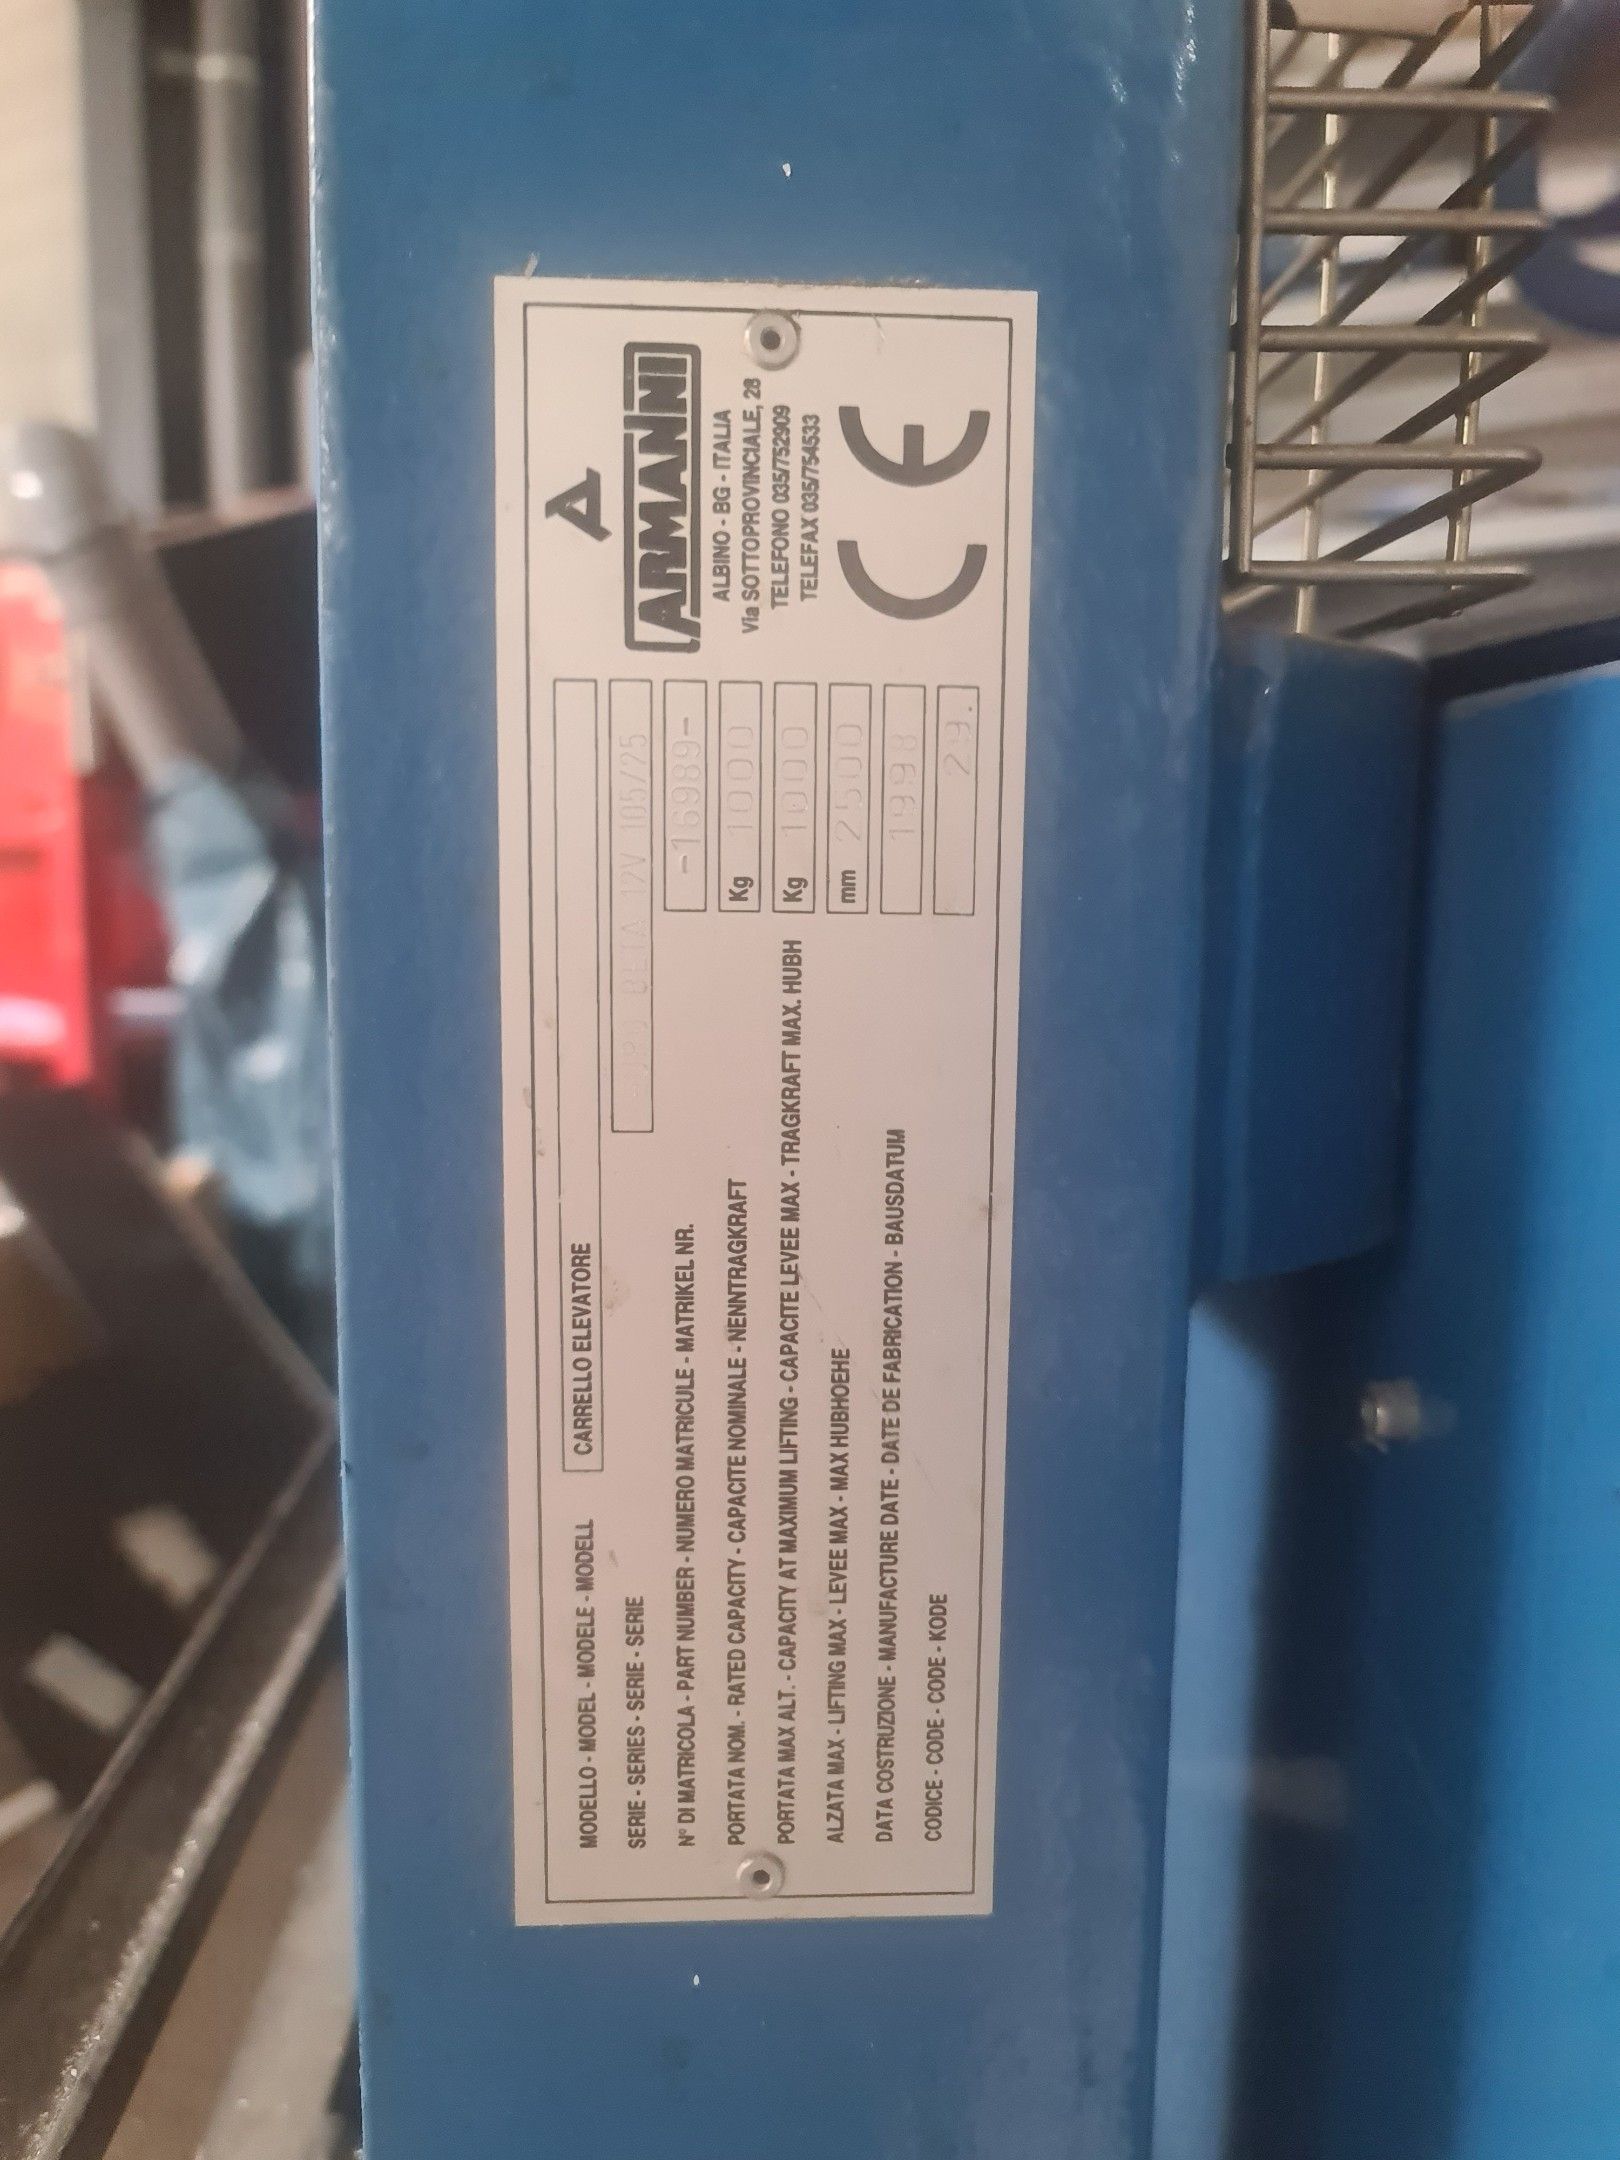 MODELLO - MODEL - MODELE - MODELL CARRELLO ELEVATORE
SERIE - SERIES - SERIE - SERIE BETA 12V 105/25
N° DI MATRICOLA - PART NUMBER - NUMERO MATRICULE - MATRIKEL NR. -16989-
PORTATA NOM. - RATED CAPACITY - CAPACITE NOMINALE - NENNTRAGKRAFT Kg 1000
PORTATA MAX ALT. - CAPACITY AT MAXIMUM LIFTING - CAPACITE LEVEE MAX - TRAGKRAFT MAX. HUBH Kg 1000
ALZATA MAX - LIFTING MAX - LEVEE MAX - MAX HUBHOEHE mm 2500
DATA COSTRUZIONE - MANUFACTURE DATE - DATE DE FABRICATION - BAUSDATUM 1998
CODICE - CODE - CODE - KODE 29.
ARMANNI
ALBINO - BG - ITALIA
Via SOTTOPROVINCIALE, 28
TELEFONO 035/752909
TELEFAX 035/754533
CE